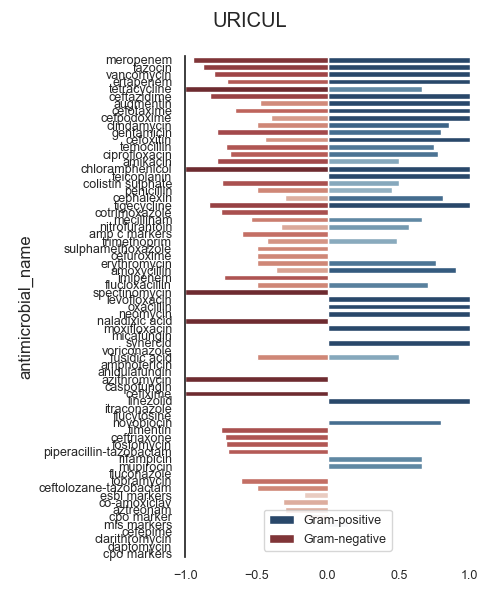 URICUL
antimicrobial_name
meropenem
tazocin
vancomycin
ertapenem
tetracycline
ceftazidime
augmentin
cefotaxime
cefpodoxime
clindamycin
gentamicin
cefoxitin
temocillin
ciprofloxacin
amikacin
chloramphenicol
teicoplanin
colistin sulphate
penicillin
cephalexin
tigecycline
cotrimoxazole
mecillinam
nitrofurantoin
amp c markers
trimethoprim
sulphamethoxazole
cefuroxime
erythromycin
amoxycillin
imipenem
flucloxacillin
spectinomycin
levofloxacin
oxacillin
neomycin
naladixic acid
moxifloxacin
micafungin
synercid
voriconazole
fusidic acid
amphotericin
anidulafungin
azithromycin
caspofungin
cefixime
linezolid
itraconazole
flucytosine
novobiocin
timentin
ceftriaxone
fosfomycin
piperacillin-tazobactam
rifampicin
mupirocin
fluconazole
tobramycin
ceftolozane-tazobactam
esbl markers
co-amoxiclav
aztreonam
cpo marker
mls markers
cefepime
clarithromycin
daptomycin
cpo markers
Gram-positive
Gram-negative
−1.0 −0.5 0.0 0.5 1.0